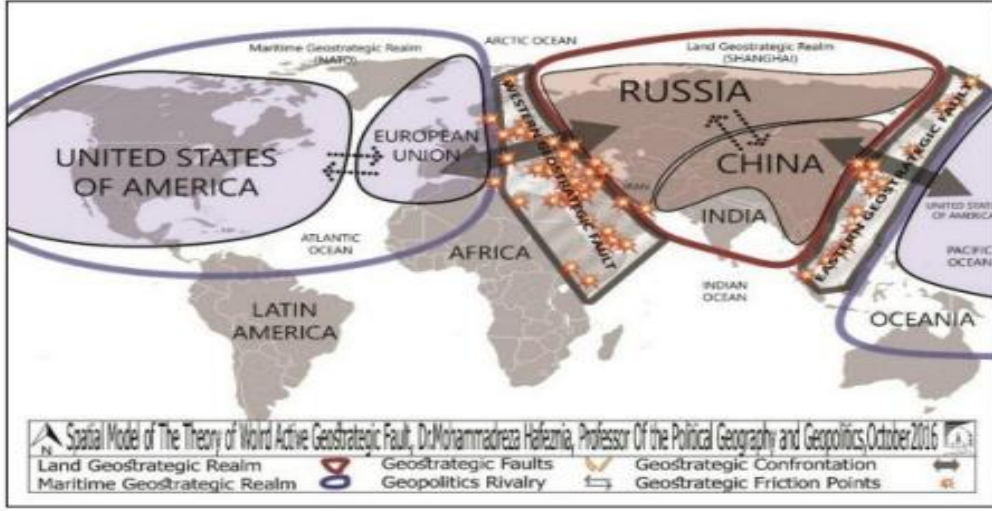 Maritime Geostrategic Realm
(NATO)
ARCTIC OCEAN
Land Geostrategic Realm
(SHANGHAI)
RUSSIA
WESTERN GEOSTRATEGIC FAULT
EASTERN GEOSTRATEGIC FAULT
UNITED STATES
OF AMERICA
EUROPEAN
UNION
CHINA
IRAN
INDIA
UNITED STATES
OF AMERICA
ATLANTIC
OCEAN
AFRICA
PACIFIC
OCEAN
INDIAN
OCEAN
LATIN
AMERICA
OCEANIA
N
Spatial Model of The Theory of World Active Geostrategic Fault, Dr.Mohammadreza Hafeznia, Professor Of the Political Geography and Geopolitics,October2016
Land Geostrategic Realm Geostrategic Faults Geostrategic Confrontation
Maritime Geostrategic Realm Geopolitics Rivalry Geostrategic Friction Points